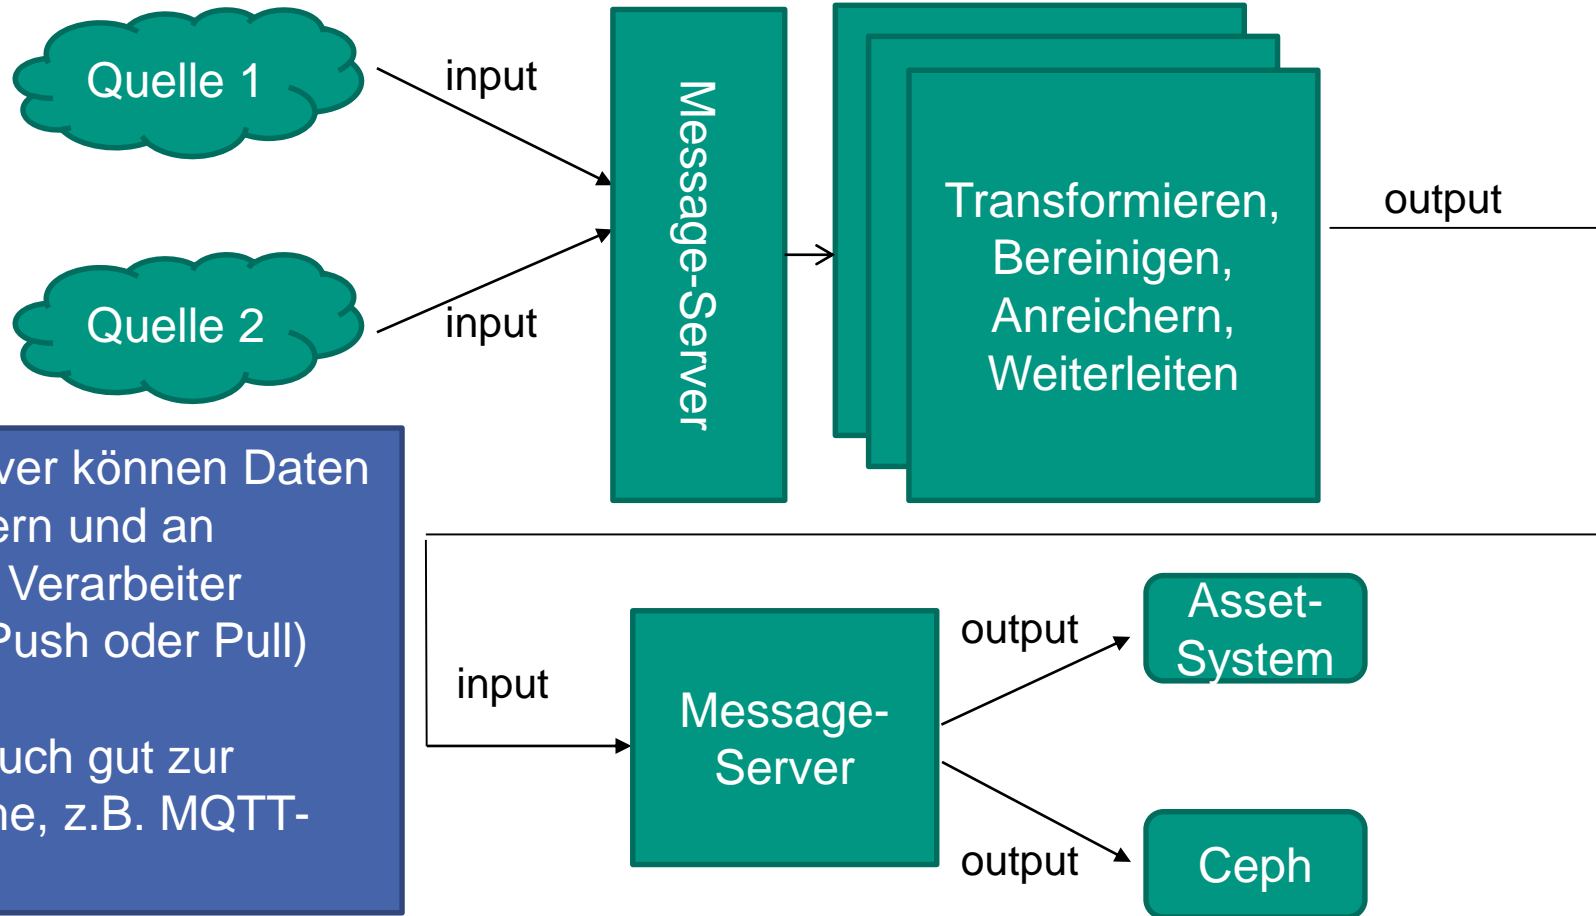 Quelle 1
input
Message-Server
Transformieren,
Bereinigen,
Anreichern,
Weiterleiten
output
Quelle 2
input
ver können Daten
ern und an
Verarbeiter
Push oder Pull)
uch gut zur
ne, z.B. MQTT-
input
Message-
Server
output
Asset-
System
output
Ceph